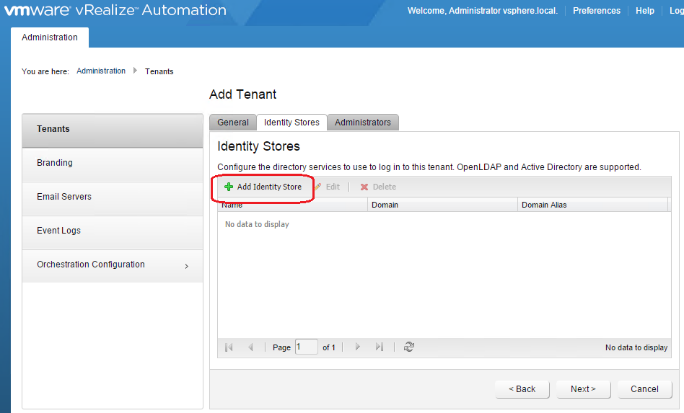 vmware vRealize™ Automation
Welcome, Administrator vsphere.local. Preferences Help
Administration
You are here: Administration Tenants
Add Tenant
General Identity Stores Administrators
Tenants
Branding
Email Servers
Event Logs
Orchestration Configuration
Identity Stores
Configure the directory services to use to log in to this tenant. OpenLDAP and Active Directory are supported.
Add Identity Store Edit Delete
Name Domain Domain Alias
No data to display
Page 1 of 1 No data to display
< Back Next > Cancel